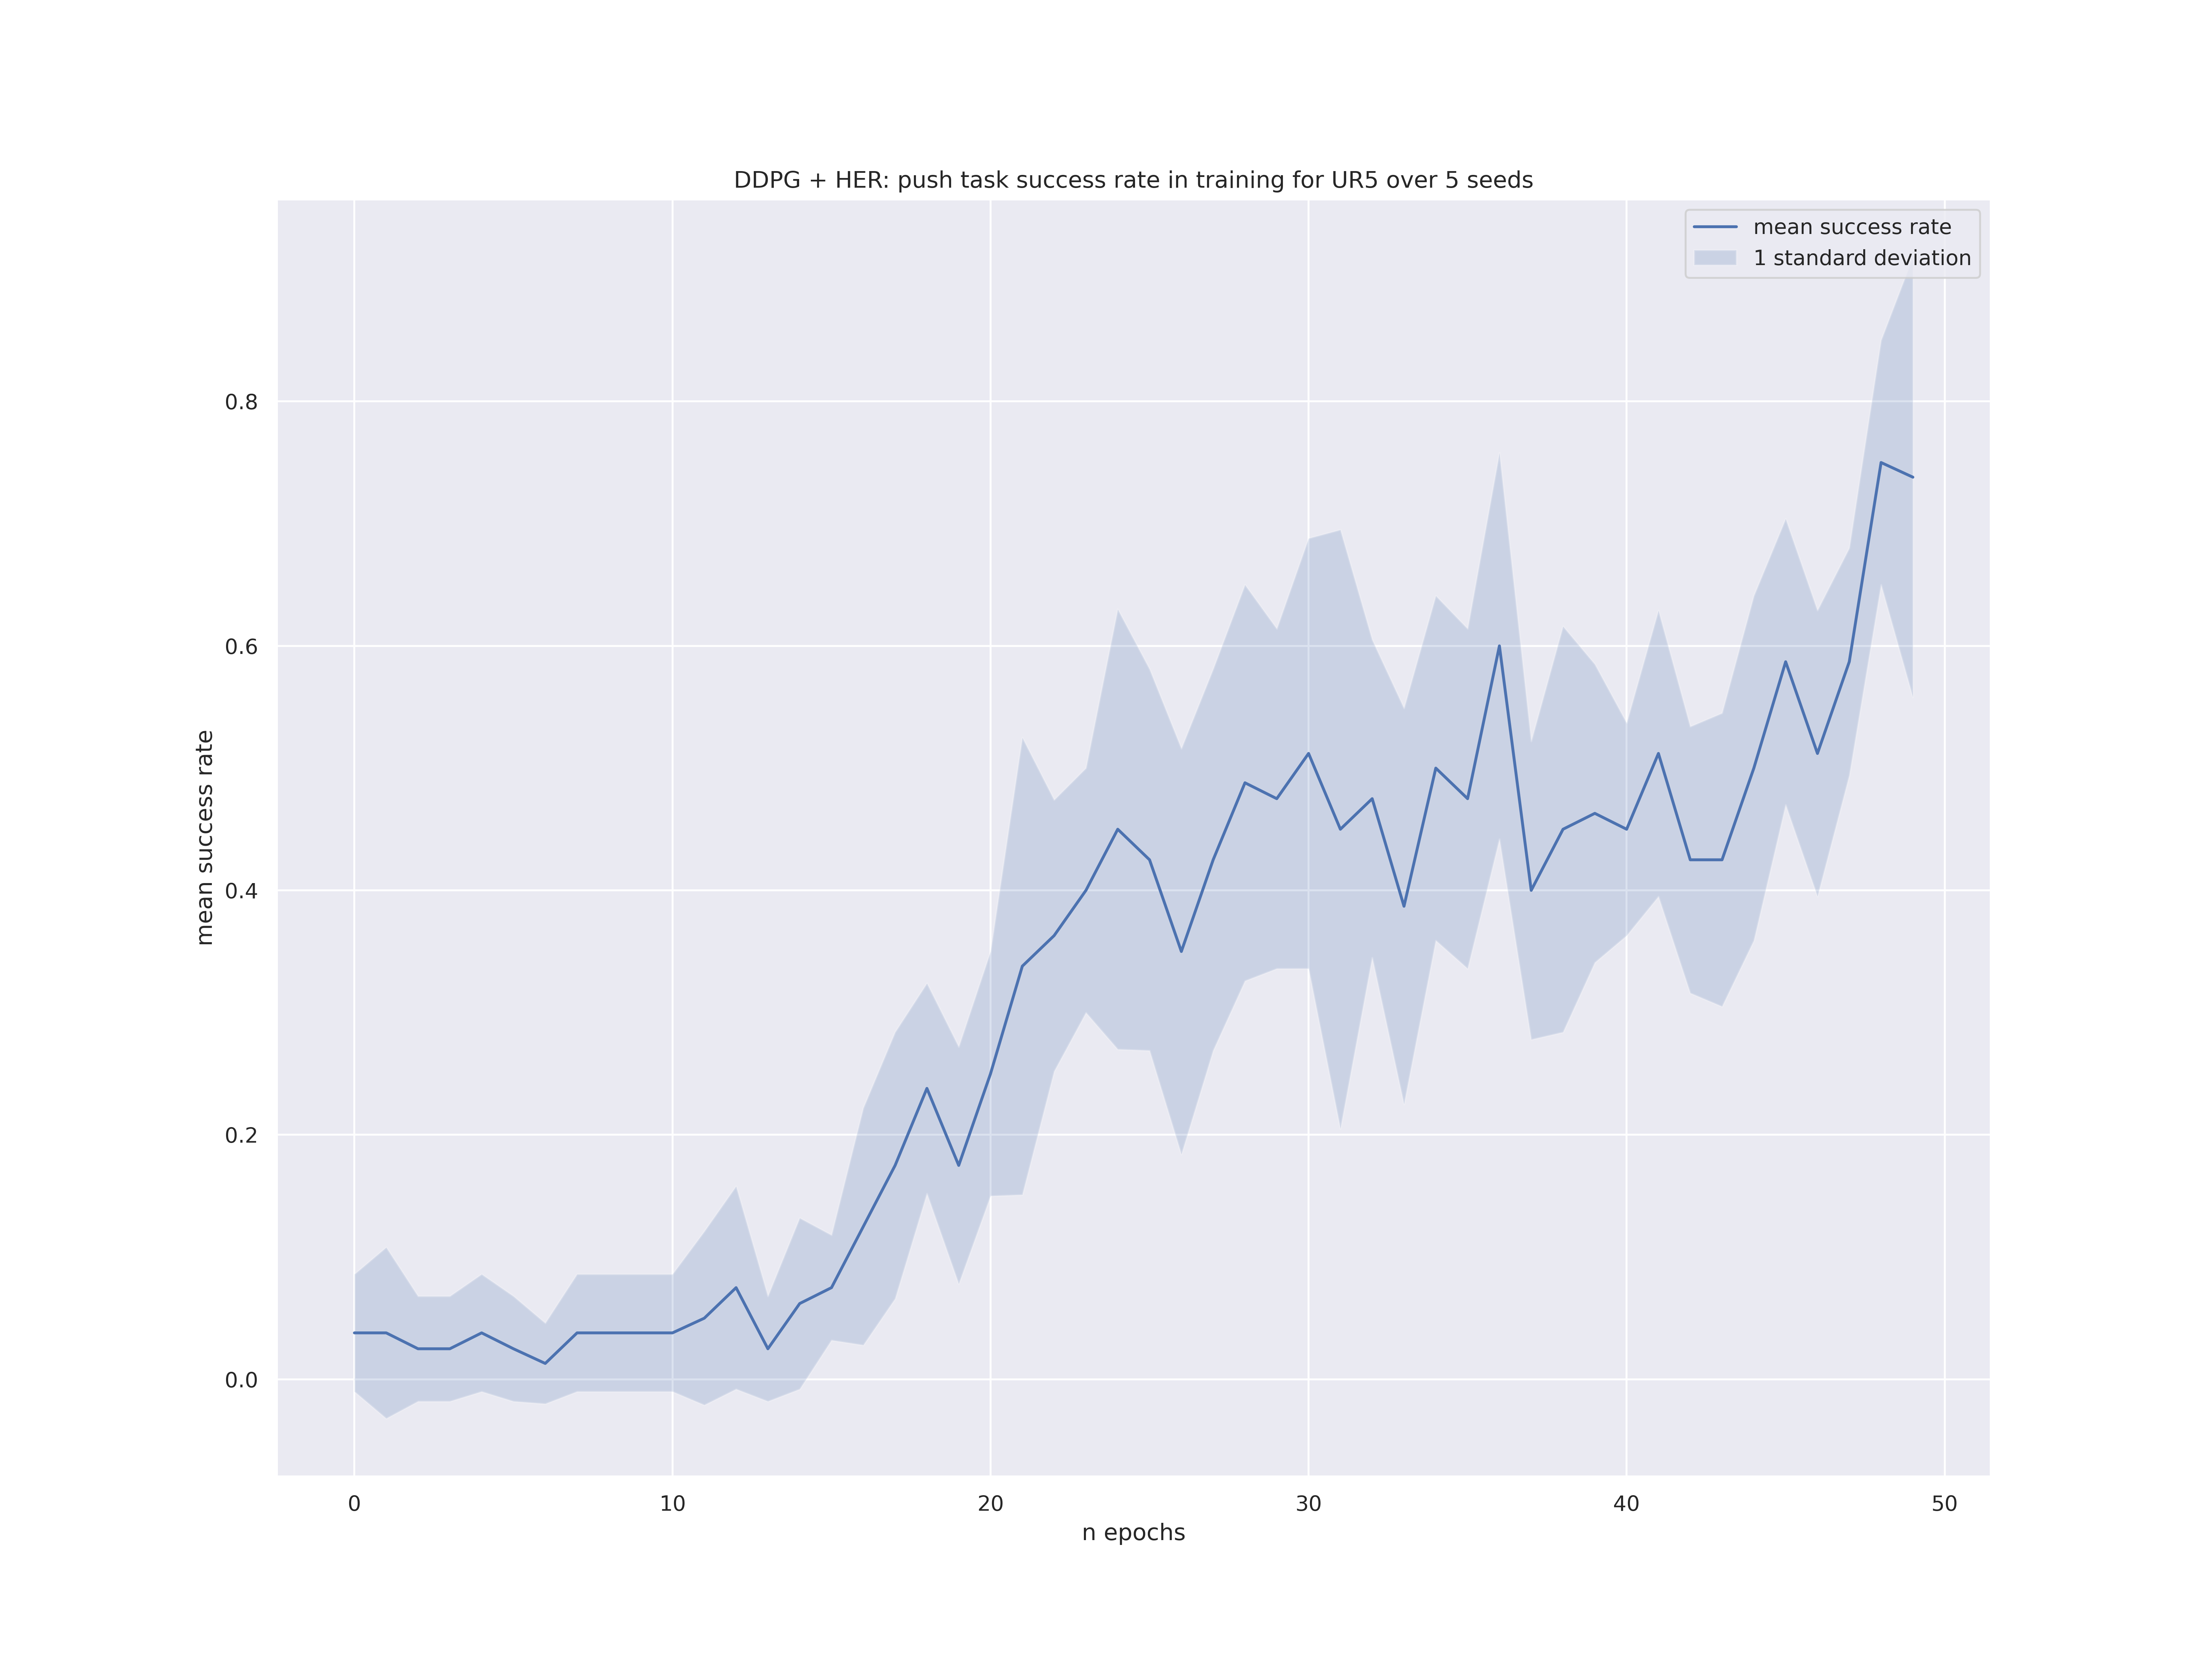 DDPG + HER: push task success rate in training for UR5 over 5 seeds
mean success rate
1 standard deviation
0.8
0.6
0.4
0.2
0.0
mean success rate
0 10 20 30 40 50
n epochs